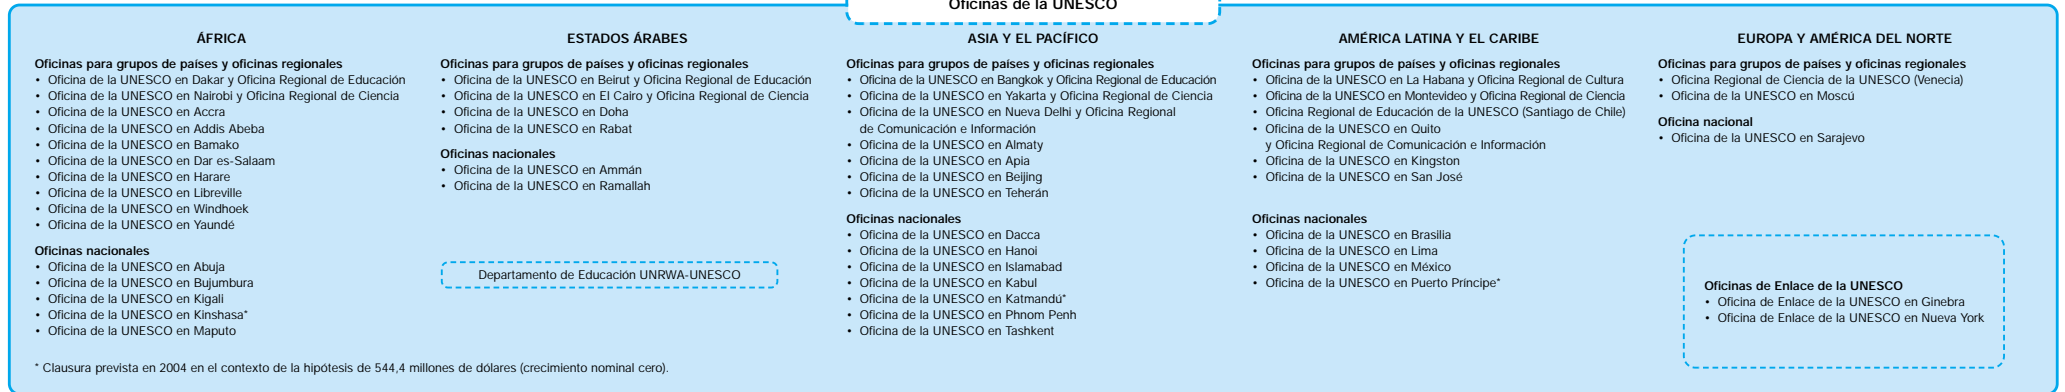 Oficinas de la UNESCO
ÁFRICA
Oficinas para grupos de países y oficinas regionales
• Oficina de la UNESCO en Dakar y Oficina Regional de Educación
• Oficina de la UNESCO en Nairobi y Oficina Regional de Ciencia
• Oficina de la UNESCO en Accra
• Oficina de la UNESCO en Addis Abeba
• Oficina de la UNESCO en Bamako
• Oficina de la UNESCO en Dar es-Salaam
• Oficina de la UNESCO en Harare
• Oficina de la UNESCO en Libreville
• Oficina de la UNESCO en Windhoek
• Oficina de la UNESCO en Yaundé
Oficinas nacionales
• Oficina de la UNESCO en Abuja
• Oficina de la UNESCO en Bujumbura
• Oficina de la UNESCO en Kigali
• Oficina de la UNESCO en Kinshasa*
• Oficina de la UNESCO en Maputo
ESTADOS ÁRABES
Oficinas para grupos de países y oficinas regionales
• Oficina de la UNESCO en Beirut y Oficina Regional de Educación
• Oficina de la UNESCO en El Cairo y Oficina Regional de Ciencia
• Oficina de la UNESCO en Doha
• Oficina de la UNESCO en Rabat
Oficinas nacionales
• Oficina de la UNESCO en Ammán
• Oficina de la UNESCO en Ramallah
Departamento de Educación UNRWA-UNESCO
ASIA Y EL PACÍFICO
Oficinas para grupos de países y oficinas regionales
• Oficina de la UNESCO en Bangkok y Oficina Regional de Educación
• Oficina de la UNESCO en Yakarta y Oficina Regional de Ciencia
• Oficina de la UNESCO en Nueva Delhi y Oficina Regional
de Comunicación e Información
• Oficina de la UNESCO en Almaty
• Oficina de la UNESCO en Apia
• Oficina de la UNESCO en Beijing
• Oficina de la UNESCO en Teherán
Oficinas nacionales
• Oficina de la UNESCO en Dacca
• Oficina de la UNESCO en Hanoi
• Oficina de la UNESCO en Islamabad
• Oficina de la UNESCO en Kabul
• Oficina de la UNESCO en Katmandú*
• Oficina de la UNESCO en Phnom Penh
• Oficina de la UNESCO en Tashkent
AMÉRICA LATINA Y EL CARIBE
Oficinas para grupos de países y oficinas regionales
• Oficina de la UNESCO en La Habana y Oficina Regional de Cultura
• Oficina de la UNESCO en Montevideo y Oficina Regional de Ciencia
• Oficina Regional de Educación de la UNESCO (Santiago de Chile)
• Oficina de la UNESCO en Quito
y Oficina Regional de Comunicación e Información
• Oficina de la UNESCO en Kingston
• Oficina de la UNESCO en San José
Oficinas nacionales
• Oficina de la UNESCO en Brasilia
• Oficina de la UNESCO en Lima
• Oficina de la UNESCO en México
• Oficina de la UNESCO en Puerto Príncipe*
EUROPA Y AMÉRICA DEL NORTE
Oficinas para grupos de países y oficinas regionales
• Oficina Regional de Ciencia de la UNESCO (Venecia)
• Oficina de la UNESCO en Moscú
Oficina nacional
• Oficina de la UNESCO en Sarajevo
Oficinas de Enlace de la UNESCO
• Oficina de Enlace de la UNESCO en Ginebra
• Oficina de Enlace de la UNESCO en Nueva York
* Clausura prevista en 2004 en el contexto de la hipótesis de 544,4 millones de dólares (crecimiento nominal cero).